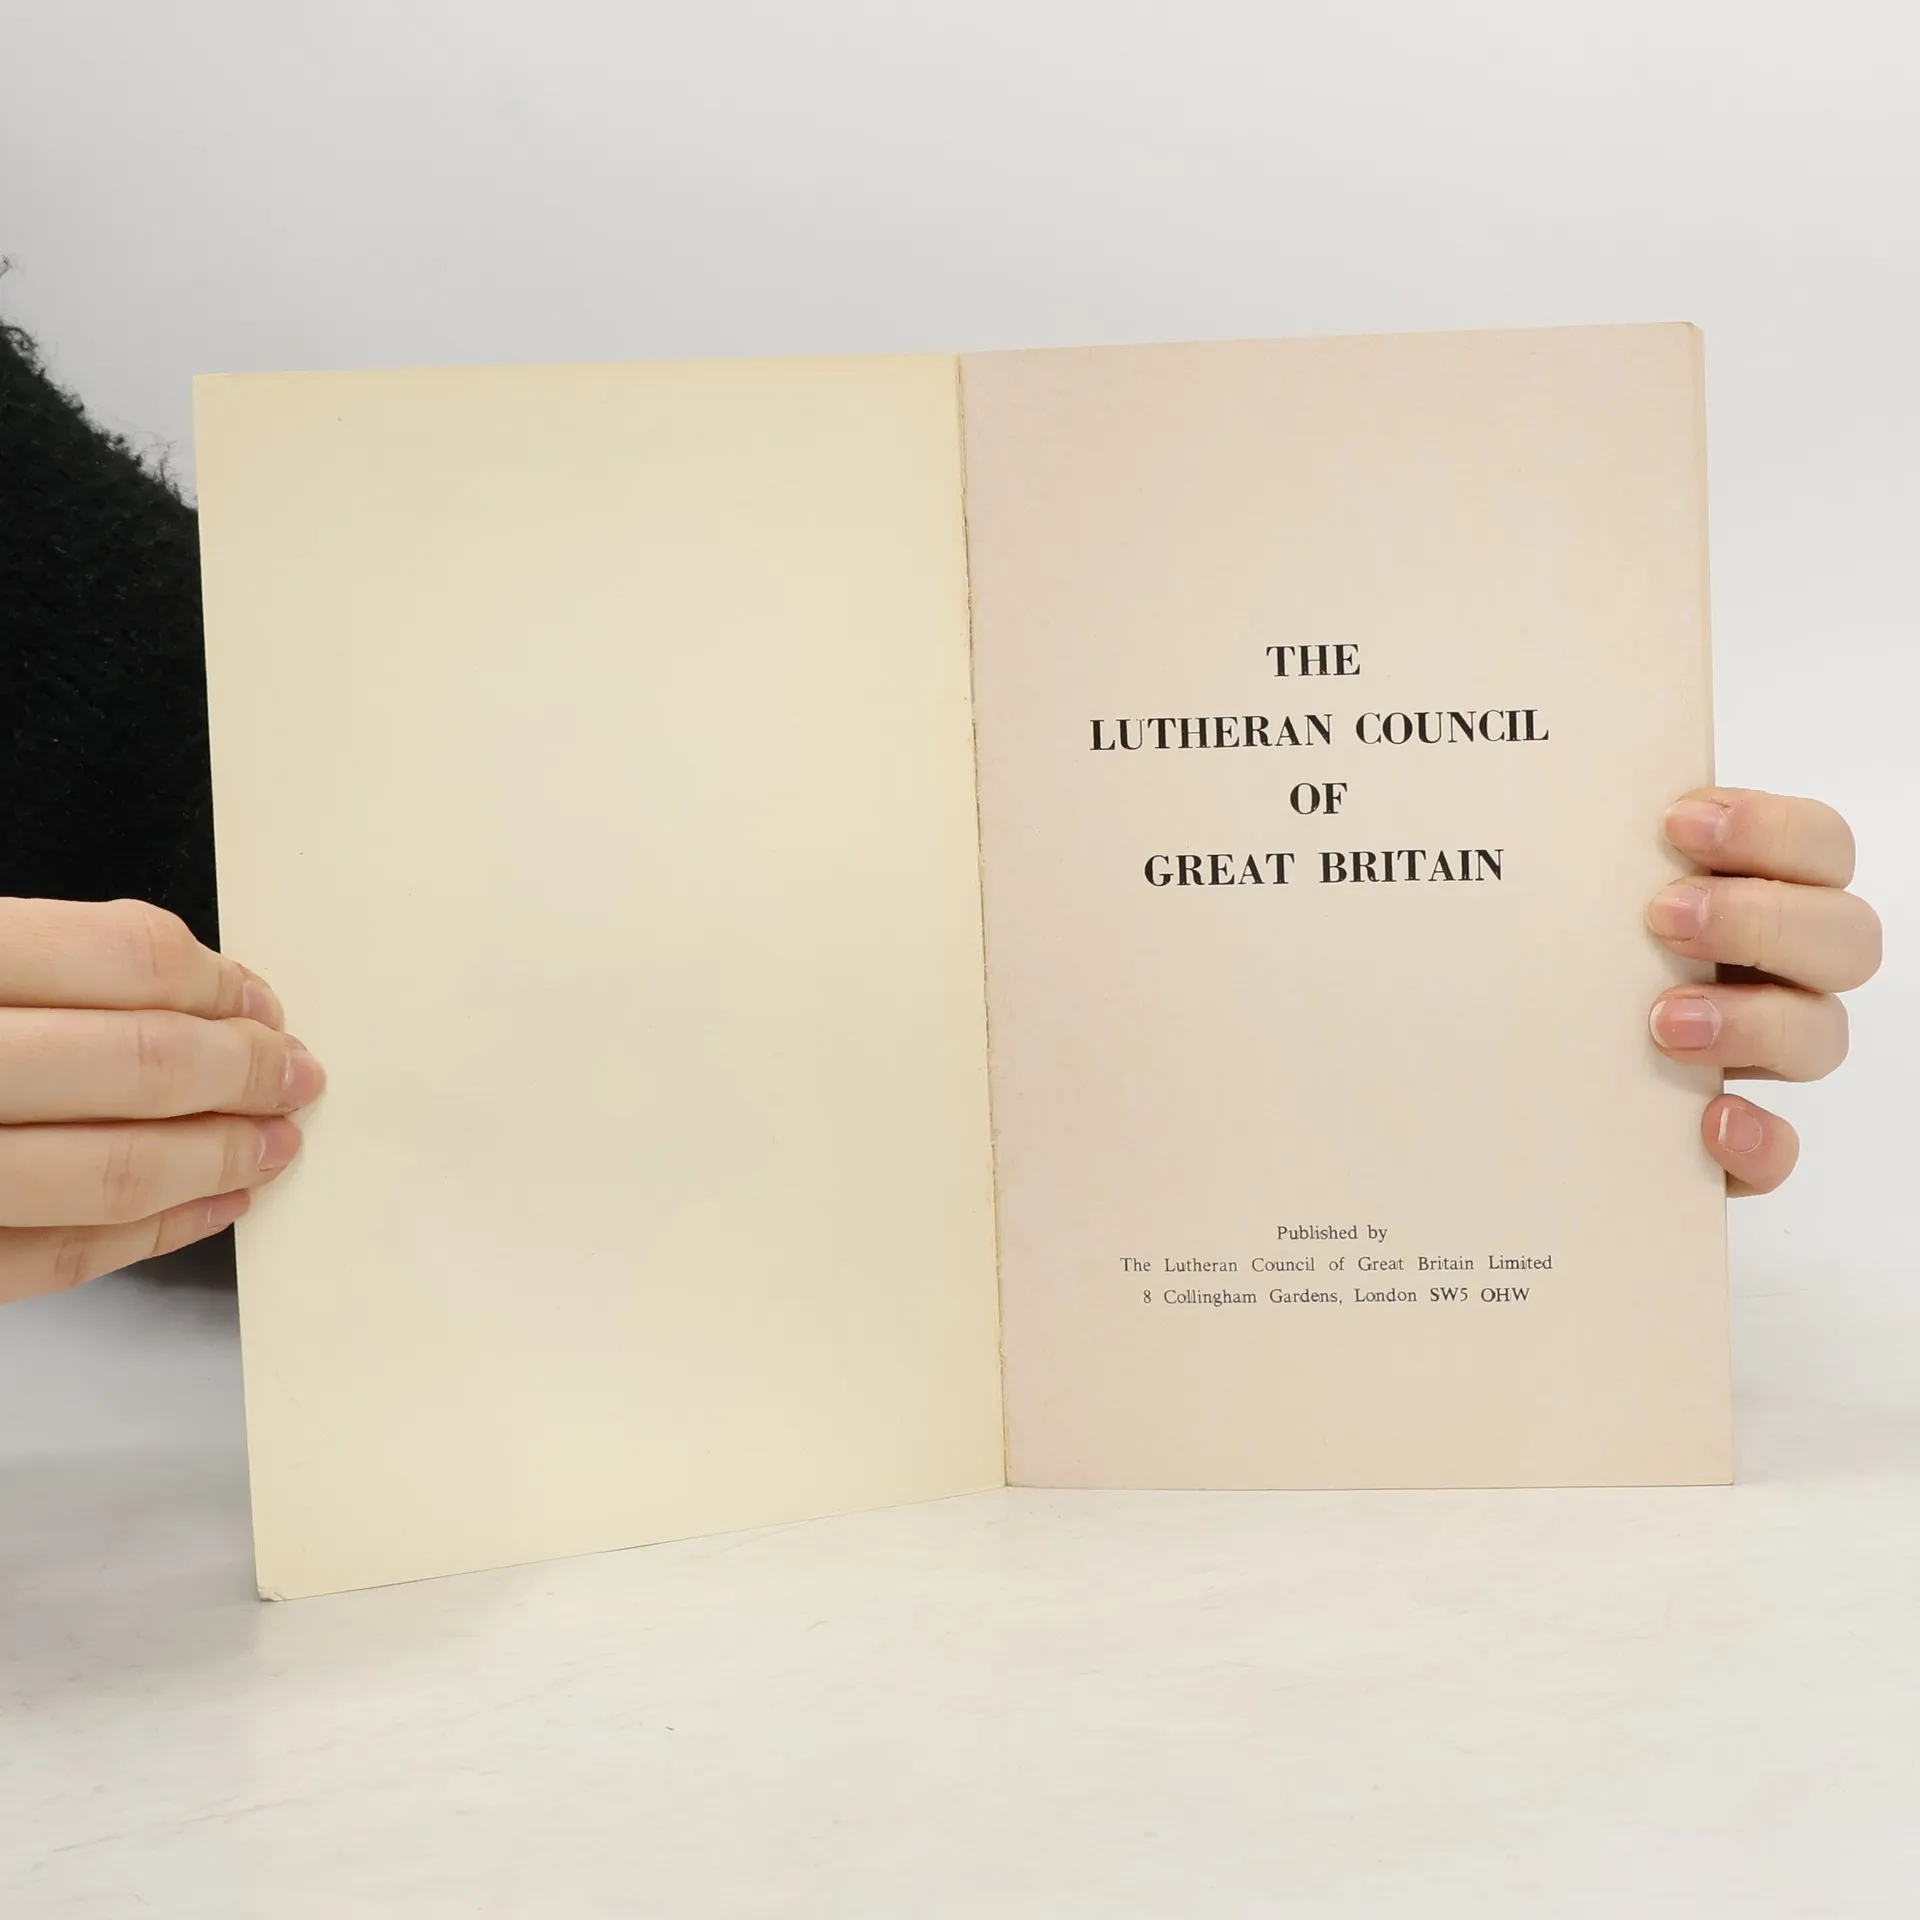 THE
LUTHERAN COUNCIL
OF
GREAT BRITAIN
Published by
The Lutheran Council of Great Britain Limited
8 Collingham Gardens, London SW5 OHW